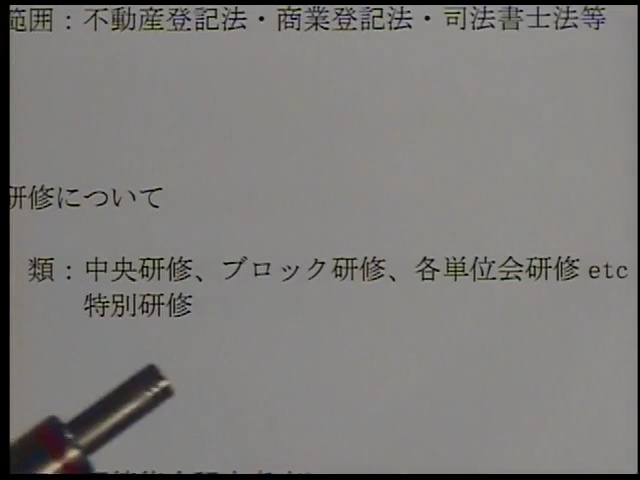 範囲：不動産登記法・商業登記法・司法書士法等
研修について
類：中央研修、ブロック研修、各単位会研修 etc
特別研修